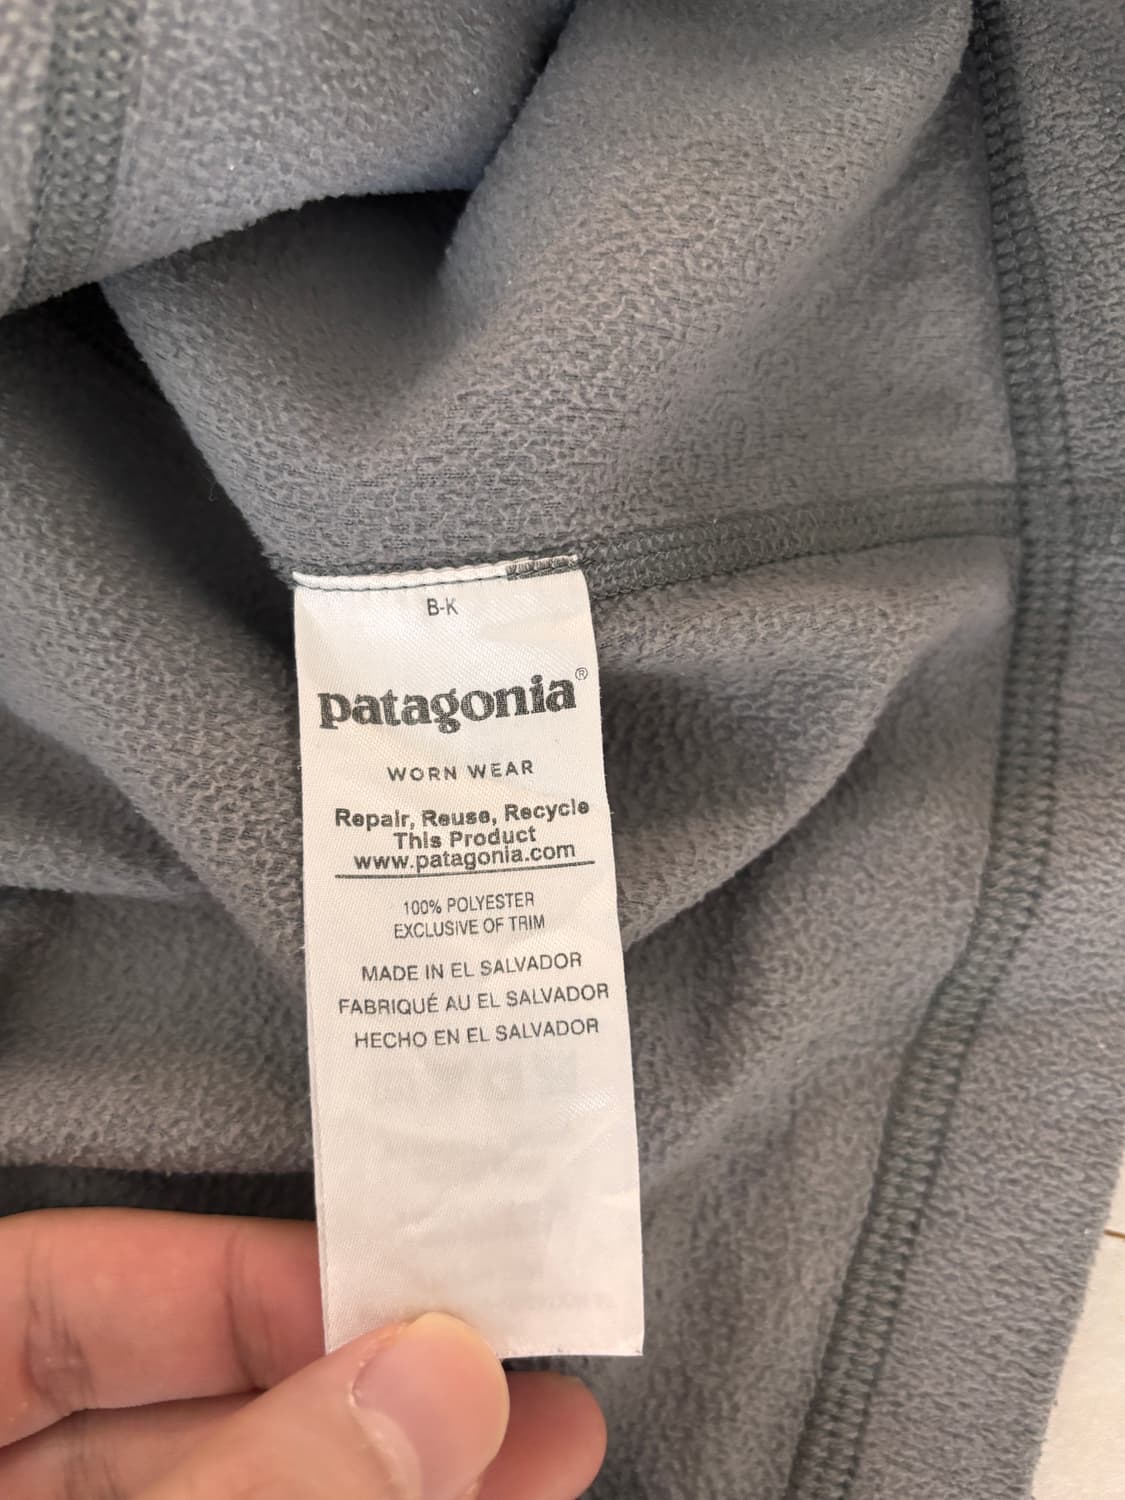 B-K
patagonia®
WORN WEAR
Repair, Reuse, Recycle
This Product
www.patagonia.com
100% POLYESTER
EXCLUSIVE OF TRIM
MADE IN EL SALVADOR
FABRIQUÉ AU EL SALVADOR
HECHO EN EL SALVADOR